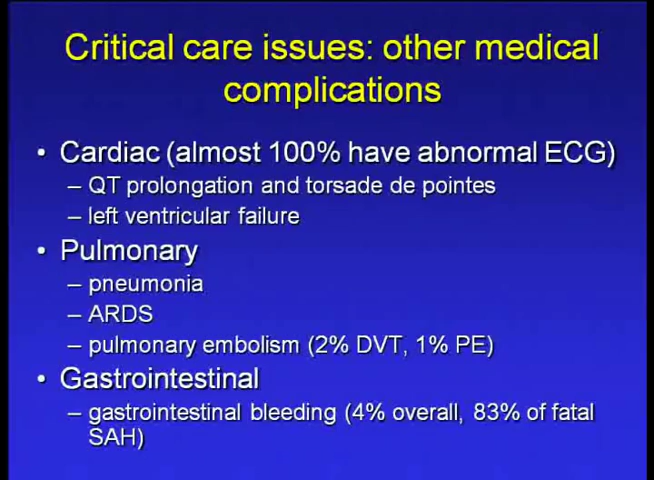 Critical care issues: other medical
complications
• Cardiac (almost 100% have abnormal ECG)
– QT prolongation and torsade de pointes
– left ventricular failure
• Pulmonary
– pneumonia
– ARDS
– pulmonary embolism (2% DVT, 1% PE)
• Gastrointestinal
– gastrointestinal bleeding (4% overall, 83% of fatal
SAH)